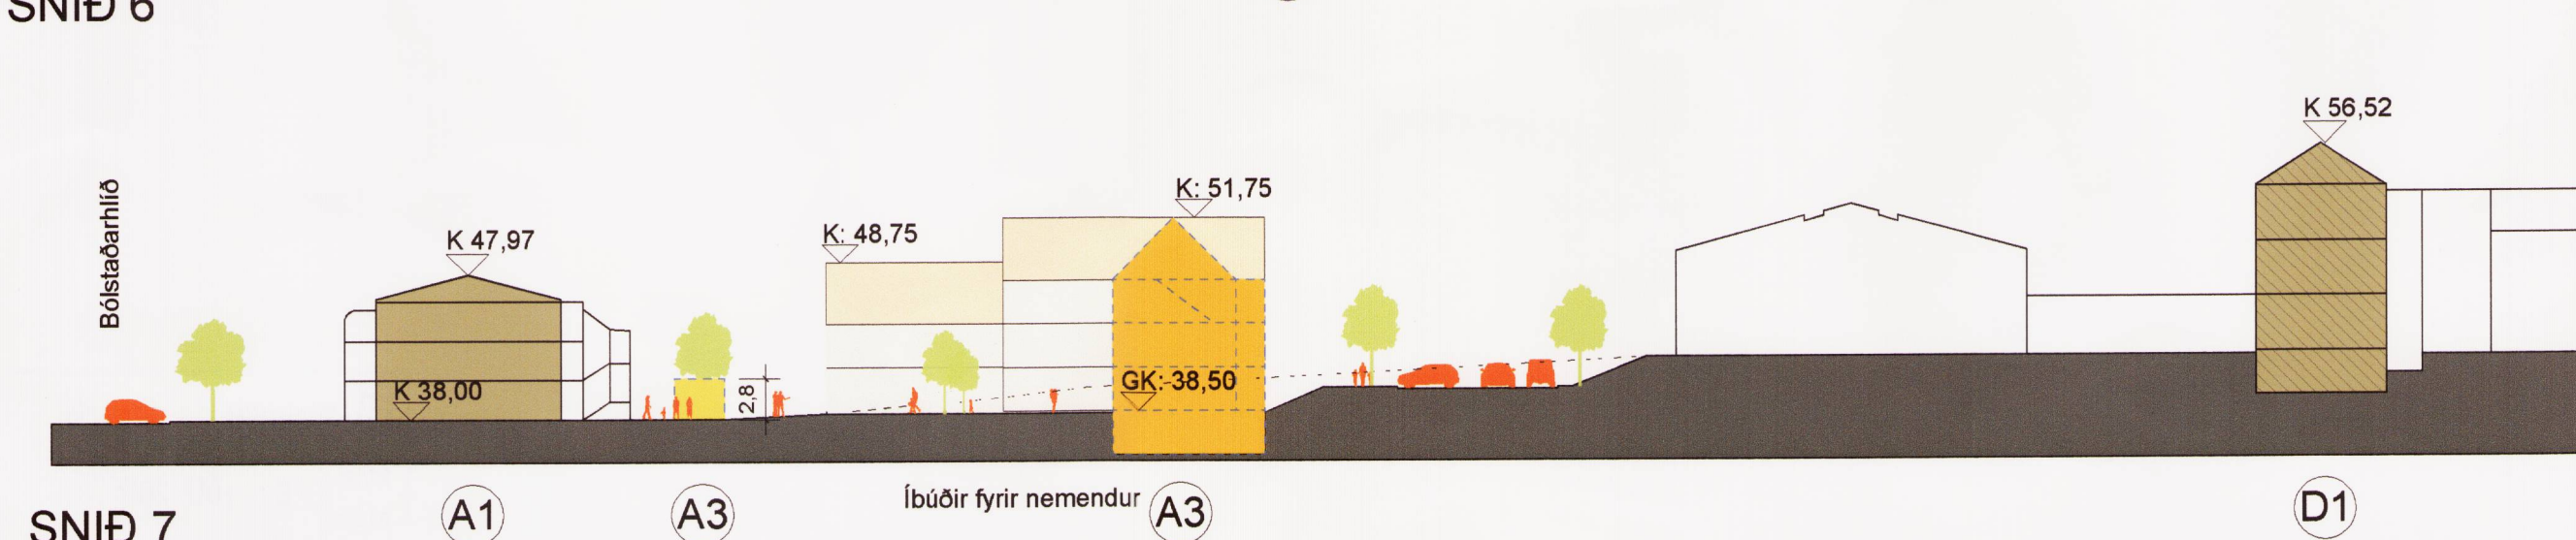 SNIÐ 6
K 56,52
K: 51,75
K: 48,75
K 47,97
Bólstaðarhlíð
K 38,00
2,8
GK: 38,50
Íbúðir fyrir nemendur
A1
A3
A3
D1
SNIÐ 7